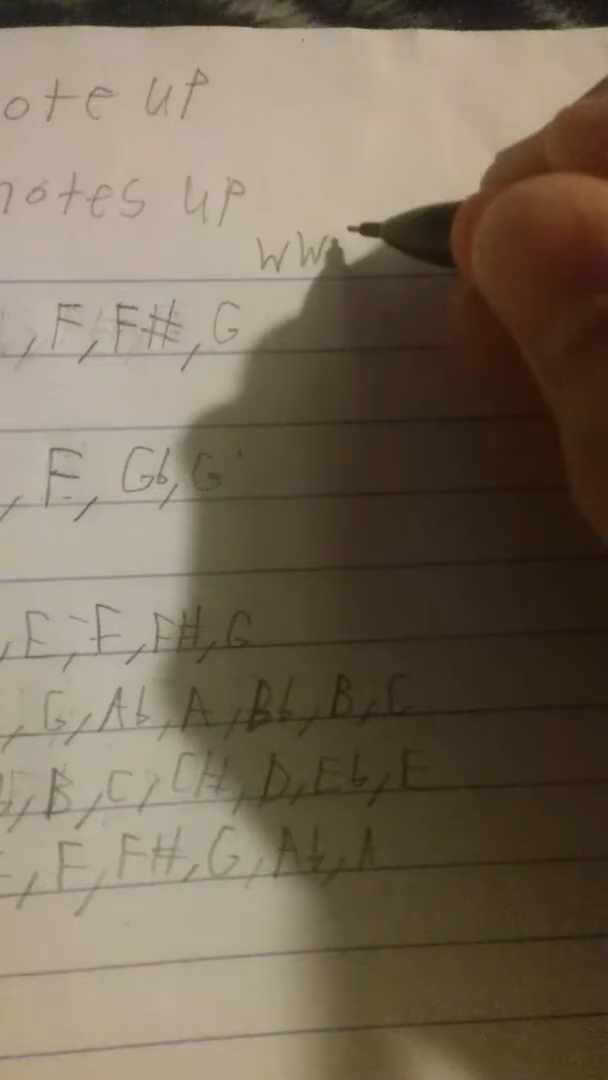 ote up
notes up
WW
, F, F#, G
, F, Gb, G
, E, F, F#, G
, G, Ab, A, Bb, B, C
b, B, C, C#, D, Eb, E
E, F, F#, G, Ab, A